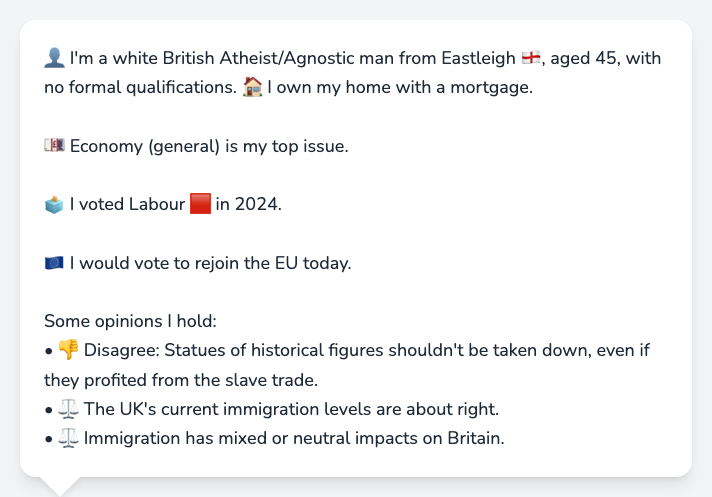 👤 I'm a white British Atheist/Agnostic man from Eastleigh 🏴󠁧󠁢󠁥󠁮󠁧󠁿, aged 45, with
no formal qualifications. 🏠 I own my home with a mortgage.
💷 Economy (general) is my top issue.
🗳️ I voted Labour 🟥 in 2024.
🇪🇺 I would vote to rejoin the EU today.
Some opinions I hold:
• 👎 Disagree: Statues of historical figures shouldn't be taken down, even if
they profited from the slave trade.
• ⚖️ The UK's current immigration levels are about right.
• ⚖️ Immigration has mixed or neutral impacts on Britain.